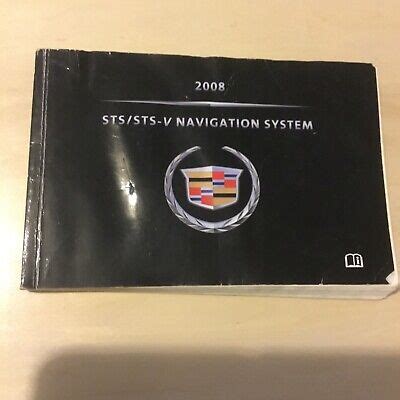 2008
STS/STS-V NAVIGATION SYSTEM